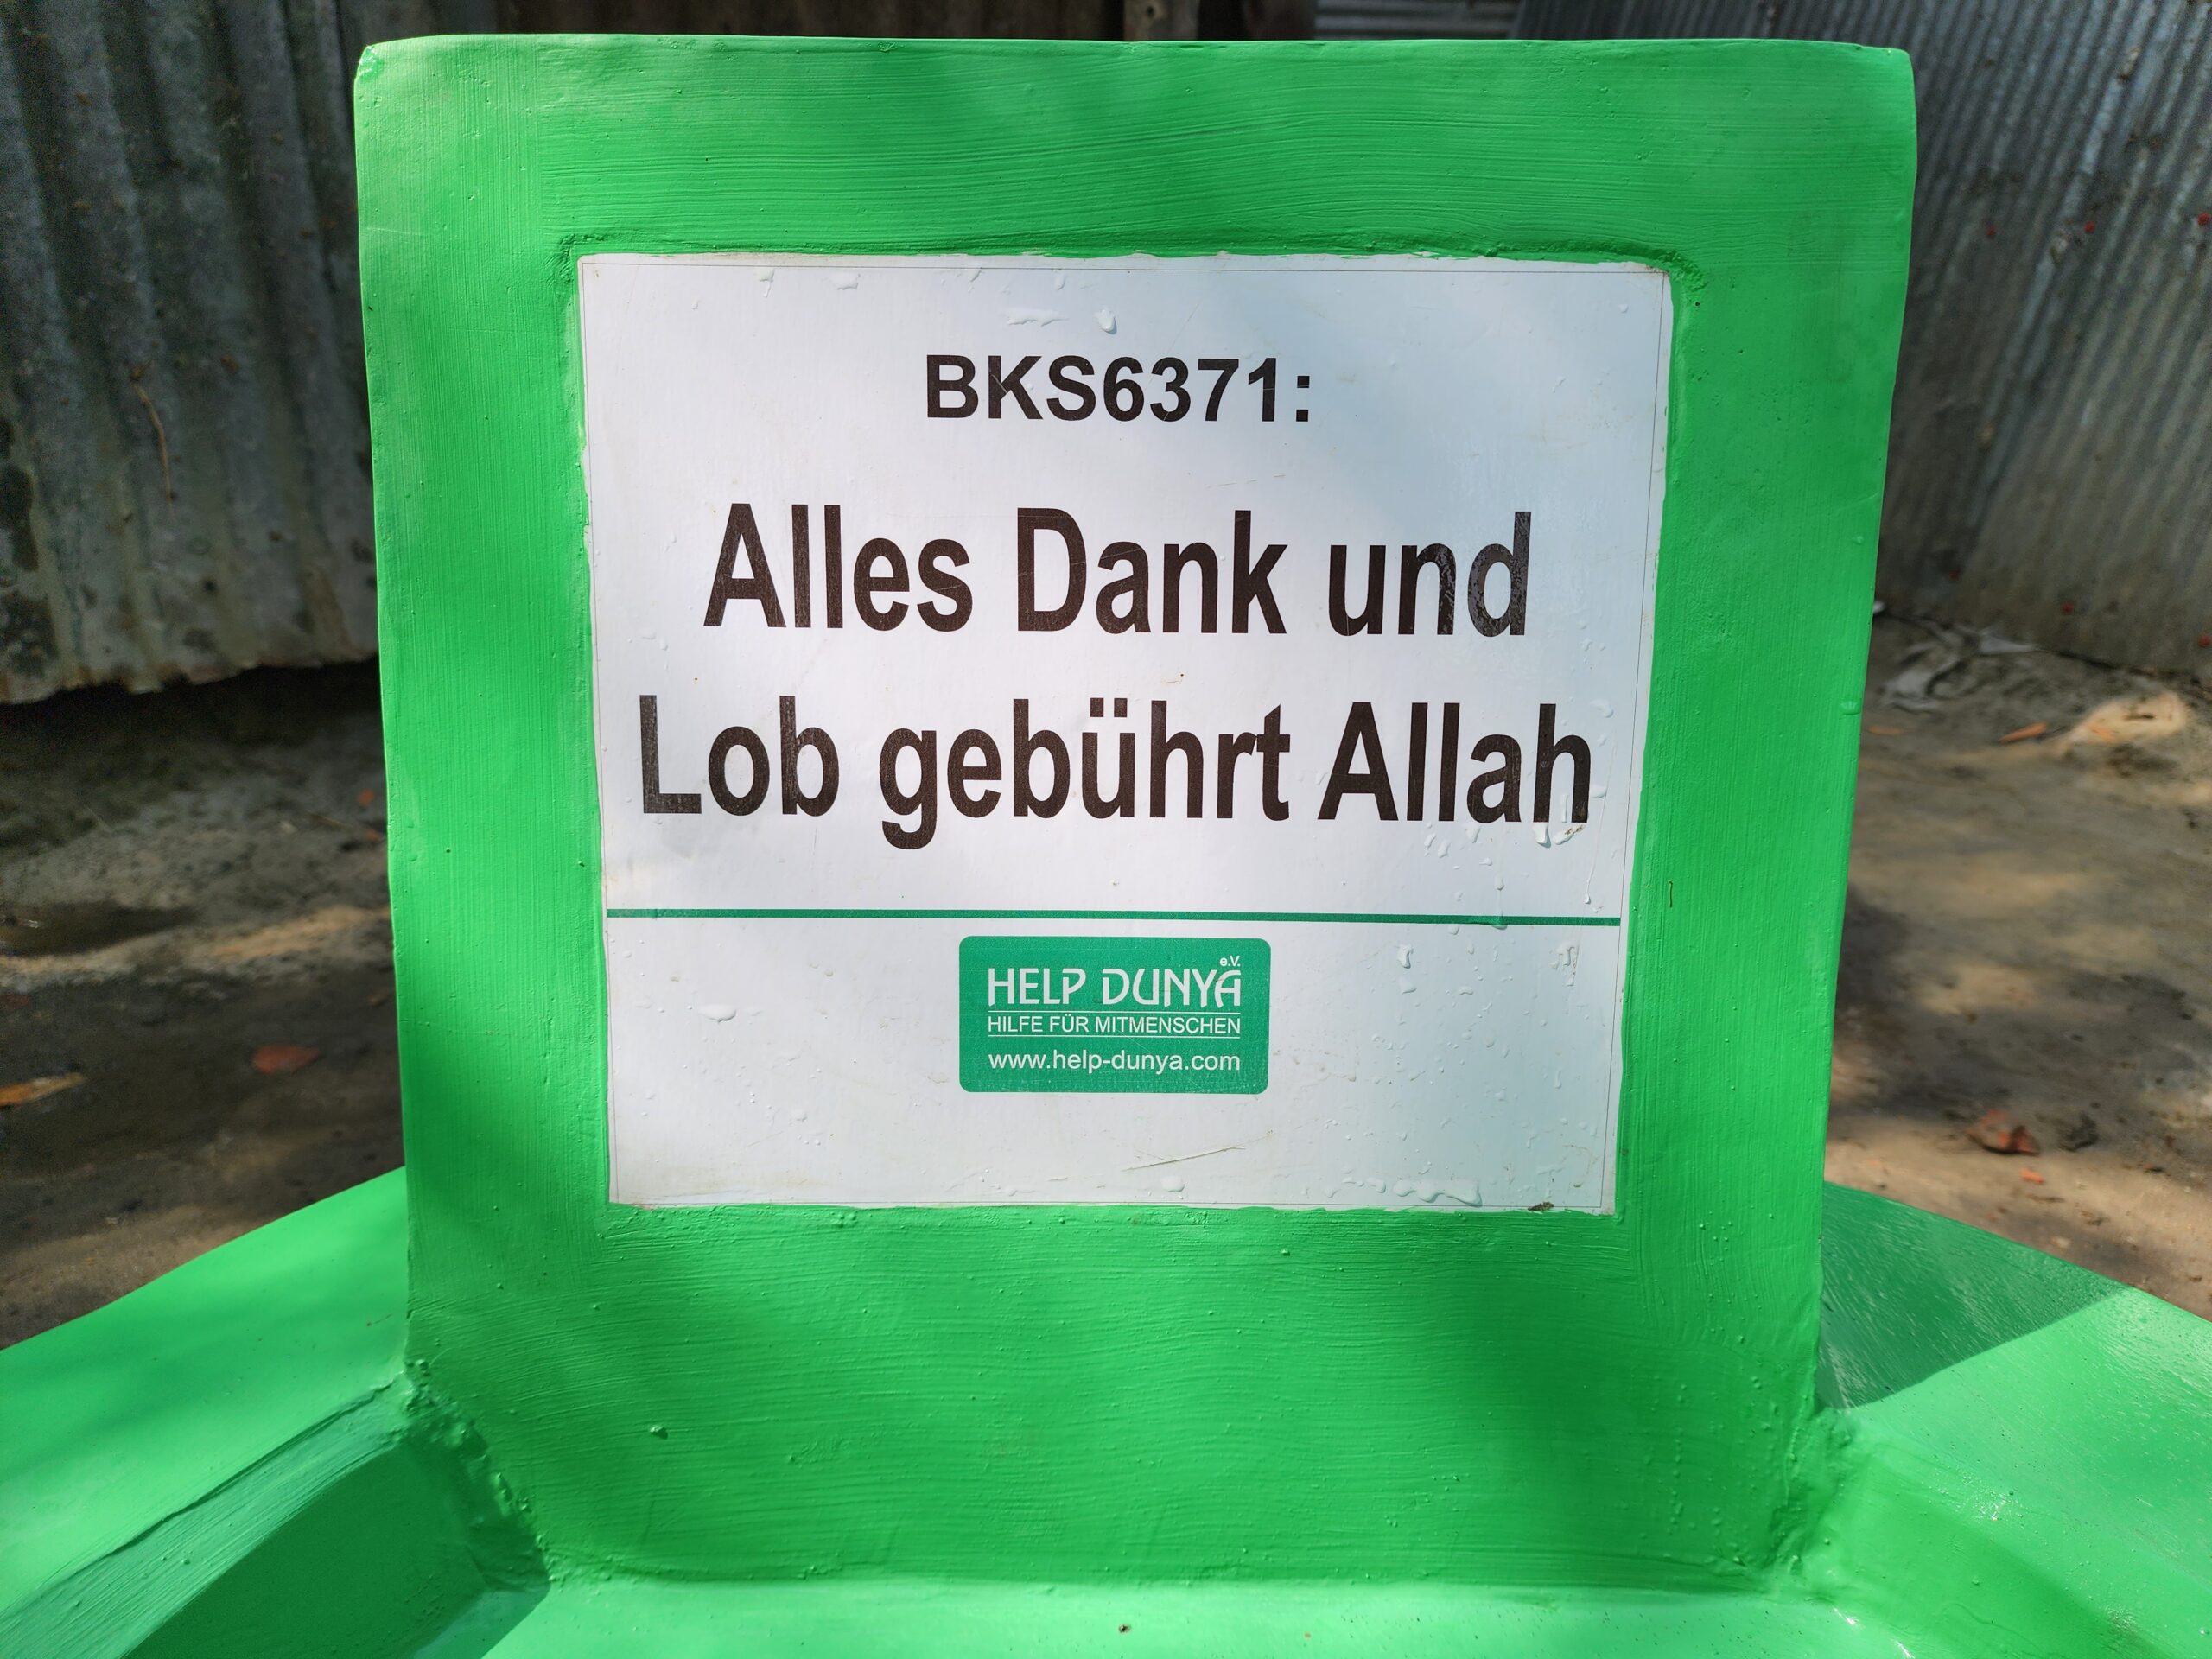 BKS6371:
Alles Dank und
Lob gebührt Allah
HELP DUNYA e.V.
HILFE FÜR MITMENSCHEN
www.help-dunya.com